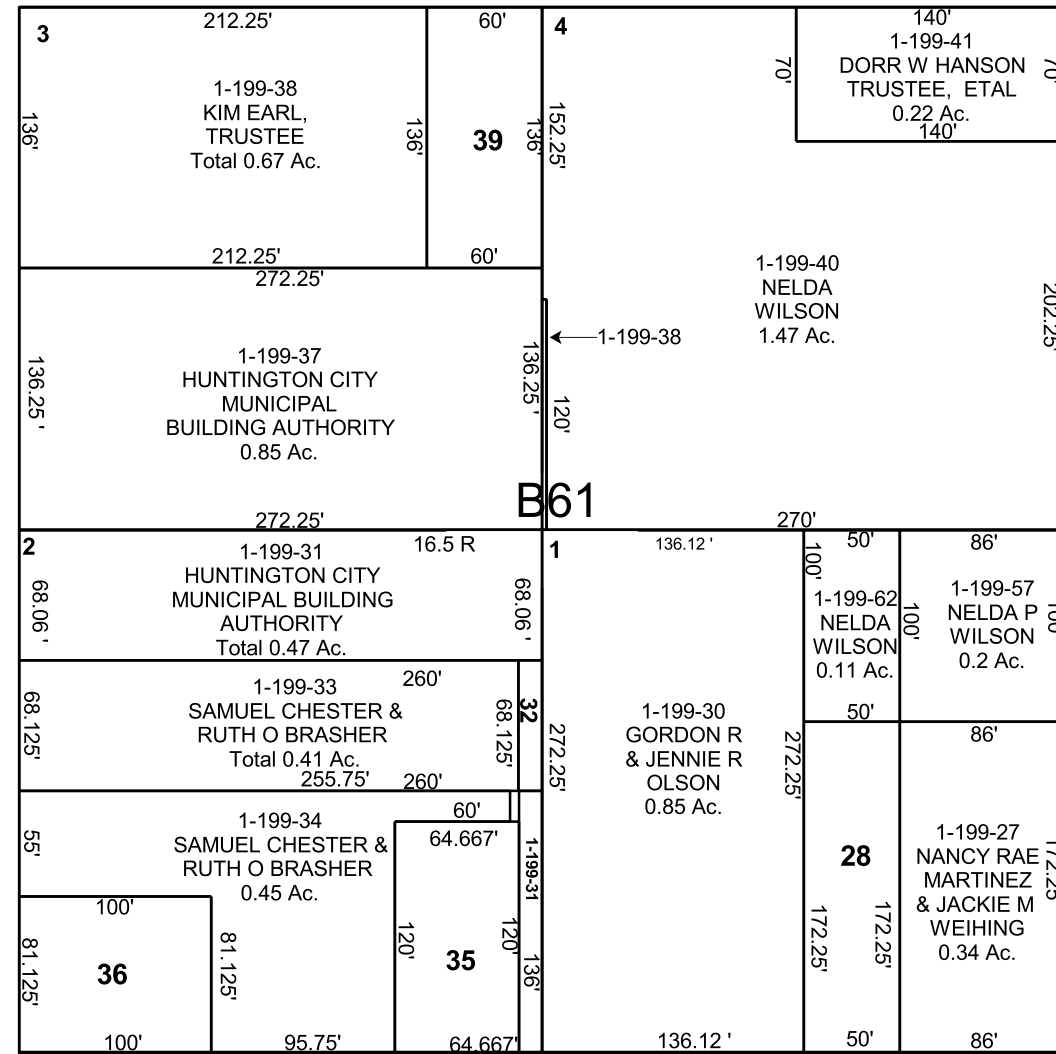 3
212.25'
60'
4
140'
1-199-41
DORR W HANSON
TRUSTEE, ETAL
0.22 Ac.
140'
70'
70'
1-199-38
KIM EARL,
TRUSTEE
Total 0.67 Ac.
136'
136'
39
136'
152.25'
212.25'
60'
272.25'
1-199-40
NELDA
WILSON
1.47 Ac.
202.25'
1-199-38
1-199-37
HUNTINGTON CITY
MUNICIPAL
BUILDING AUTHORITY
0.85 Ac.
136.25 '
136.25 '
120'
B61
272.25'
270'
2
1-199-31
16.5 R
HUNTINGTON CITY
MUNICIPAL BUILDING
AUTHORITY
Total 0.47 Ac.
68.06 '
68.06 '
1
136.12 '
100'
50'
86'
1-199-62
NELDA
WILSON
0.11 Ac.
50'
100'
1-199-57
NELDA P
WILSON
0.2 Ac.
100'
86'
1-199-33
260'
SAMUEL CHESTER &
RUTH O BRASHER
Total 0.41 Ac.
255.75'
260'
68.125'
68.125'
32
272.25'
1-199-30
GORDON R
& JENNIE R
OLSON
0.85 Ac.
272.25'
60'
1-199-34
SAMUEL CHESTER &
RUTH O BRASHER
0.45 Ac.
55'
64.667'
1-199-31
100'
81.125'
36
81.125'
120'
35
120'
136'
28
172.25'
172.25'
1-199-27
NANCY RAE
MARTINEZ
& JACKIE M
WEIHING
0.34 Ac.
172.25'
100'
95.75'
64.667'
136.12 '
50'
86'